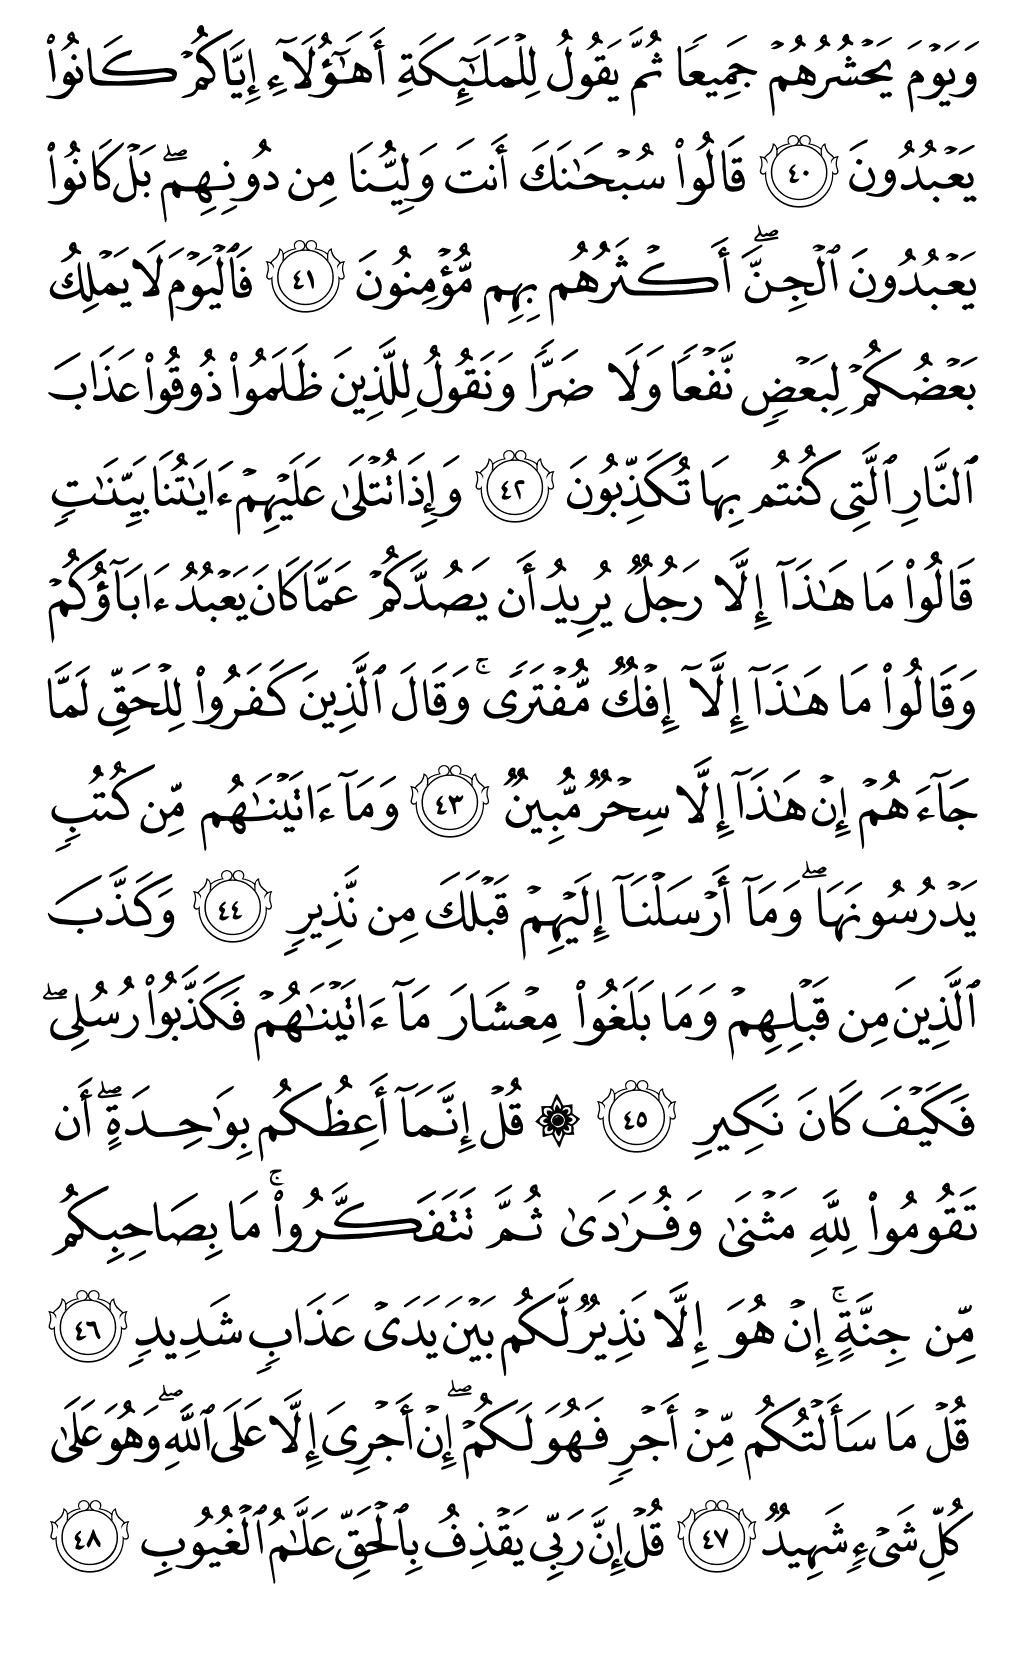 وَيَوۡمَ يَحۡشُرُهُمۡ جَمِيعٗا ثُمَّ يَقُولُ لِلۡمَلَٰٓئِكَةِ أَهَٰٓؤُلَآءِ إِيَّاكُمۡ كَانُواْ
يَعۡبُدُونَ ٤٠ قَالُواْ سُبۡحَٰنَكَ أَنتَ وَلِيُّنَا مِن دُونِهِمۖ بَلۡ كَانُواْ
يَعۡبُدُونَ ٱلۡجِنَّۖ أَكۡثَرُهُم بِهِم مُّؤۡمِنُونَ ٤١ فَٱلۡيَوۡمَ لَا يَمۡلِكُ
بَعۡضُكُمۡ لِبَعۡضٖ نَّفۡعٗا وَلَا ضَرّٗا وَنَقُولُ لِلَّذِينَ ظَلَمُواْ ذُوقُواْ عَذَابَ
ٱلنَّارِ ٱلَّتِي كُنتُم بِهَا تُكَذِّبُونَ ٤٢ وَإِذَا تُتۡلَىٰ عَلَيۡهِمۡ ءَايَٰتُنَا بَيِّنَٰتٖ
قَالُواْ مَا هَٰذَآ إِلَّا رَجُلٞ يُرِيدُ أَن يَصُدَّكُمۡ عَمَّا كَانَ يَعۡبُدُ ءَابَآؤُكُمۡ
وَقَالُواْ مَا هَٰذَآ إِلَّآ إِفۡكٞ مُّفۡتَرٗىۚ وَقَالَ ٱلَّذِينَ كَفَرُواْ لِلۡحَقِّ لَمَّا
جَآءَهُمۡ إِنۡ هَٰذَآ إِلَّا سِحۡرٞ مُّبِينٞ ٤٣ وَمَآ ءَاتَيۡنَٰهُم مِّن كُتُبٖ
يَدۡرُسُونَهَاۖ وَمَآ أَرۡسَلۡنَآ إِلَيۡهِمۡ قَبۡلَكَ مِن نَّذِيرٖ ٤٤ وَكَذَّبَ
ٱلَّذِينَ مِن قَبۡلِهِمۡ وَمَا بَلَغُواْ مِعۡشَارَ مَآ ءَاتَيۡنَٰهُمۡ فَكَذَّبُواْ رُسُلِيۖ
فَكَيۡفَ كَانَ نَكِيرِ ٤٥ ۞ قُلۡ إِنَّمَآ أَعِظُكُم بِوَٰحِدَةٍۖ أَن
تَقُومُواْ لِلَّهِ مَثۡنَىٰ وَفُرَٰدَىٰ ثُمَّ تَتَفَكَّرُواْۚ مَا بِصَاحِبِكُم
مِّن جِنَّةٍۚ إِنۡ هُوَ إِلَّا نَذِيرٞ لَّكُم بَيۡنَ يَدَيۡ عَذَابٖ شَدِيدٖ ٤٦
قُلۡ مَا سَأَلۡتُكُم مِّنۡ أَجۡرٖ فَهُوَ لَكُمۡۖ إِنۡ أَجۡرِيَ إِلَّا عَلَى ٱللَّهِۖ وَهُوَ عَلَىٰ
كُلِّ شَيۡءٖ شَهِيدٞ ٤٧ قُلۡ إِنَّ رَبِّي يَقۡذِفُ بِٱلۡحَقِّ عَلَّٰمُ ٱلۡغُيُوبِ ٤٨